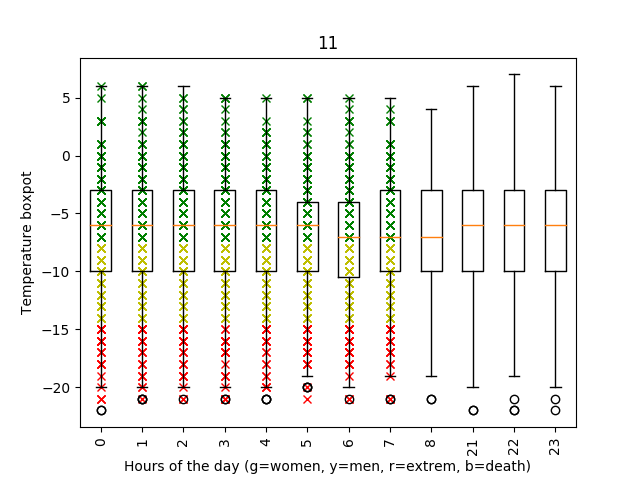 11
Temperature boxpot
5
0
−5
−10
−15
−20
0 1 2 3 4 5 6 7 8 21 22 23
Hours of the day (g=women, y=men, r=extrem, b=death)